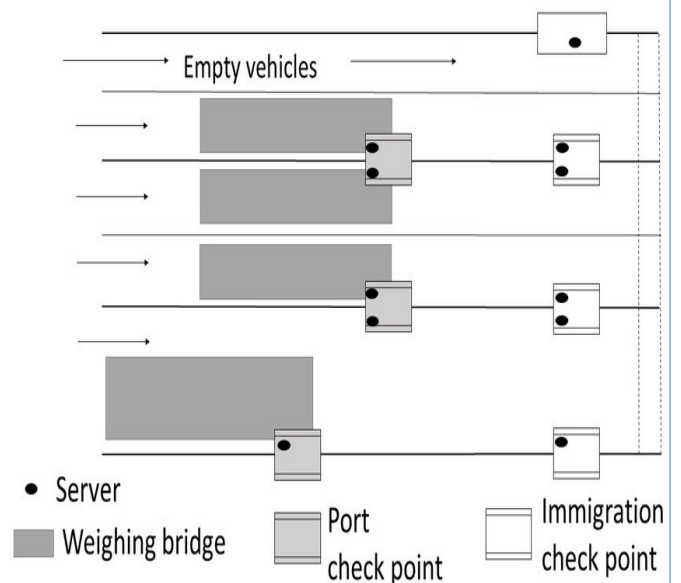 Empty vehicles
Server
Weighing bridge
Port
check point
Immigration
check point